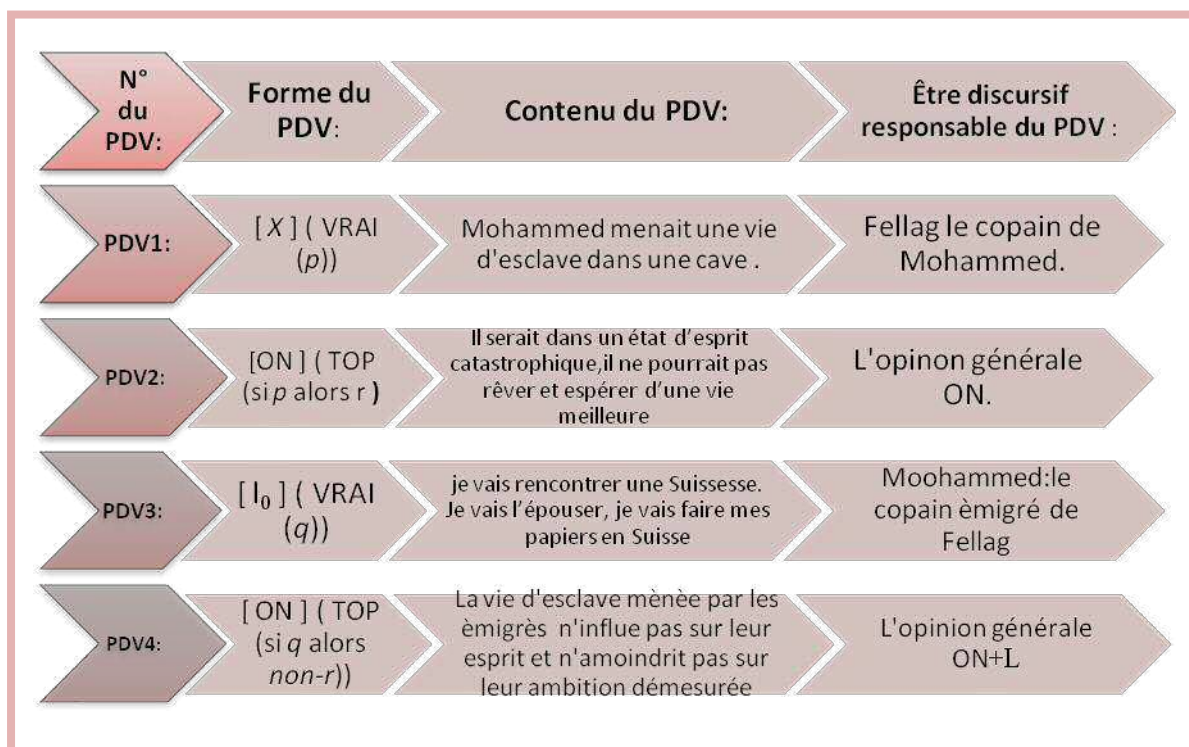 N°
du
PDV:
Forme du
PDV:
Contenu du PDV:
Être discursif
responsable du PDV :
PDV1:
[ X ] ( VRAI
(p))
Mohammed menait une vie
d'esclave dans une cave .
Fellag le copain de
Mohammed.
PDV2:
[ON] ( TOP
(si p alors r )
Il serait dans un état d’esprit
catastrophique,il ne pourrait pas
rêver et espérer d’une vie
meilleure
L'opinon générale
ON.
PDV3:
[ l₀ ] ( VRAI
(q))
je vais rencontrer une Suissesse.
Je vais l’épouser, je vais faire mes
papiers en Suisse
Moohammed:le
copain èmigré de
Fellag
PDV4:
[ ON ] ( TOP
(si q alors
non-r))
La vie d'esclave mènèe par les
èmigrès n'influe pas sur leur
esprit et n'amoindrit pas sur
leur ambition démesurée
L'opinion générale
ON+L